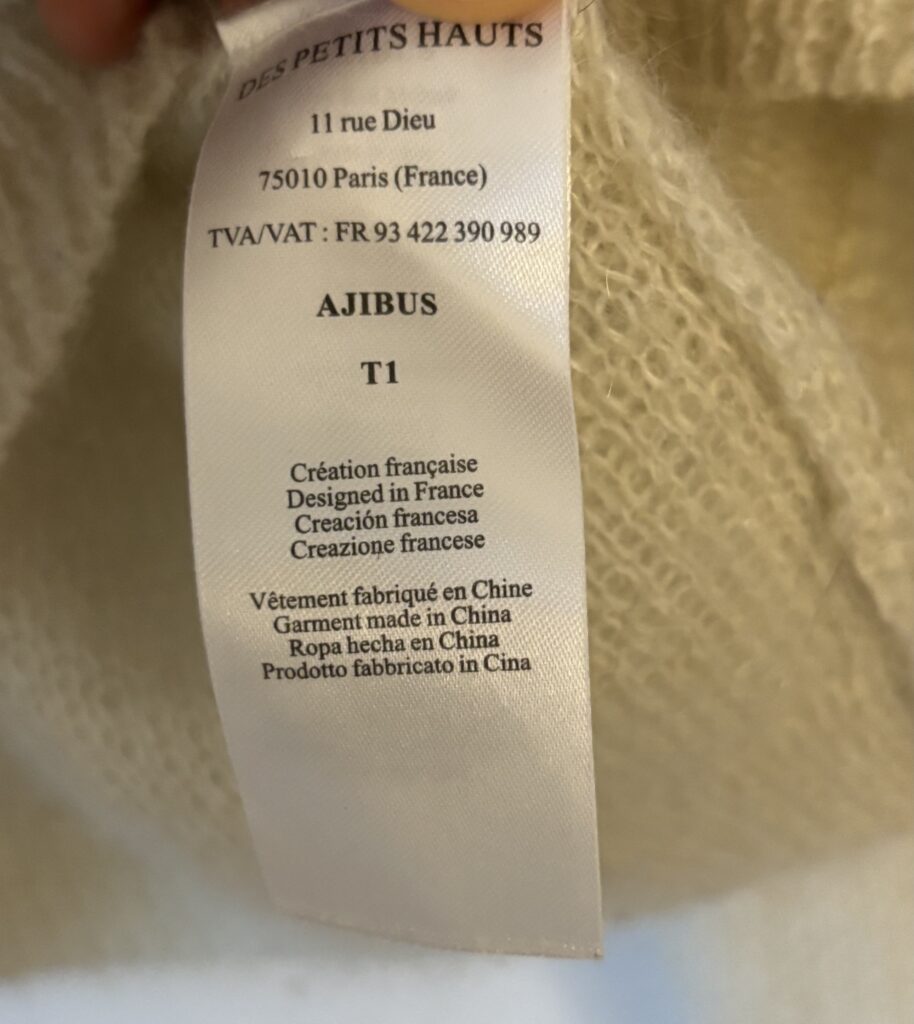 DES PETITS HAUTS
11 rue Dieu
75010 Paris (France)
TVA/VAT : FR 93 422 390 989
AJIBUS
T1
Création française
Designed in France
Creación francesa
Creazione francese
Vêtement fabriqué en Chine
Garment made in China
Ropa hecha en China
Prodotto fabbricato in Cina